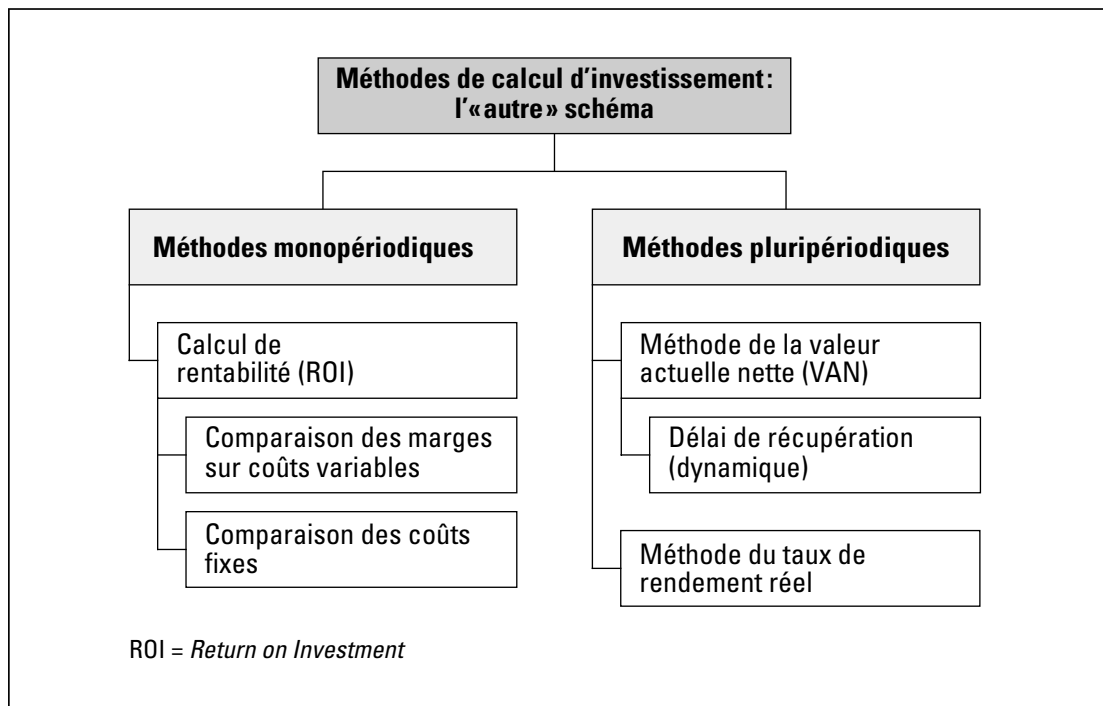 Méthodes de calcul d'investissement:
l'«autre» schéma
Méthodes monopériodiques
Calcul de
rentabilité (ROI)
Comparaison des marges
sur coûts variables
Comparaison des coûts
fixes
Méthodes pluripériodiques
Méthode de la valeur
actuelle nette (VAN)
Délai de récupération
(dynamique)
Méthode du taux de
rendement réel
ROI = Return on Investment